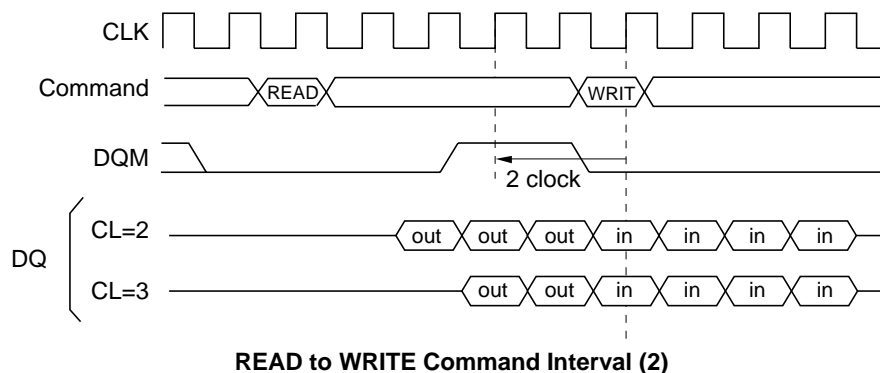 CLK
Command READ WRIT
DQM
2 clock
CL=2 out out out in in in in
DQ
CL=3 out out in in in in
READ to WRITE Command Interval (2)